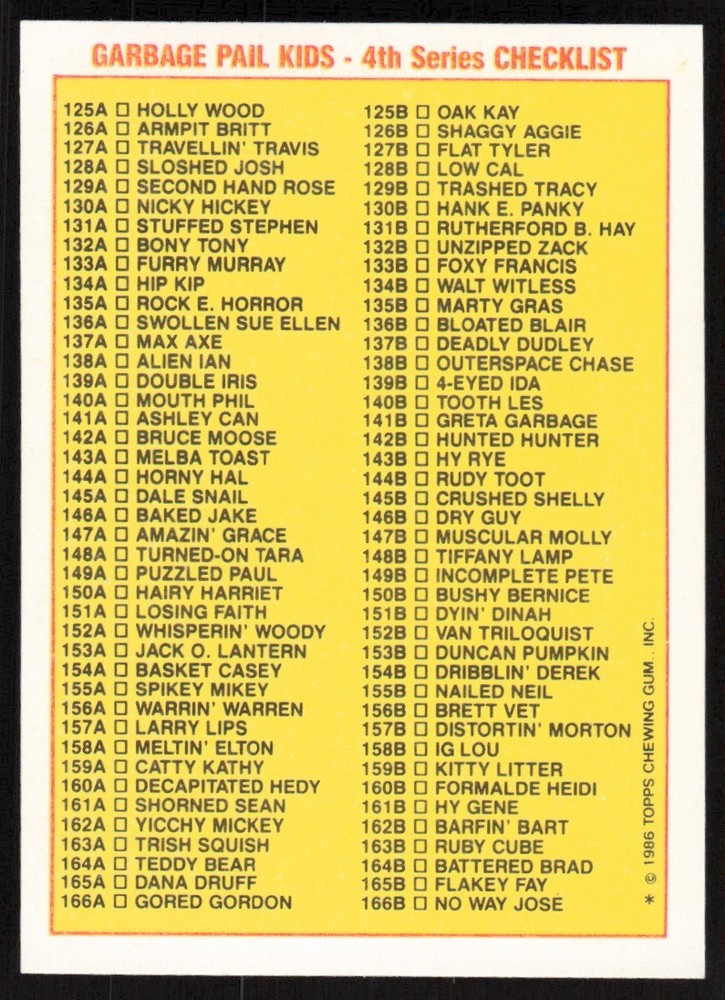 GARBAGE PAIL KIDS - 4th Series CHECKLIST
125A □ HOLLY WOOD
126A □ ARMPIT BRITT
127A □ TRAVELLIN' TRAVIS
128A □ SLOSHED JOSH
129A □ SECOND HAND ROSE
130A □ NICKY HICKEY
131A □ STUFFED STEPHEN
132A □ BONY TONY
133A □ FURRY MURRAY
134A □ HIP KIP
135A □ ROCK E. HORROR
136A □ SWOLLEN SUE ELLEN
137A □ MAX AXE
138A □ ALIEN IAN
139A □ DOUBLE IRIS
140A □ MOUTH PHIL
141A □ ASHLEY CAN
142A □ BRUCE MOOSE
143A □ MELBA TOAST
144A □ HORNY HAL
145A □ DALE SNAIL
146A □ BAKED JAKE
147A □ AMAZIN' GRACE
148A □ TURNED-ON TARA
149A □ PUZZLED PAUL
150A □ HAIRY HARRIET
151A □ LOSING FAITH
152A □ WHISPERIN' WOODY
153A □ JACK O. LANTERN
154A □ BASKET CASEY
155A □ SPIKEY MIKEY
156A □ WARRIN' WARREN
157A □ LARRY LIPS
158A □ MELTIN' ELTON
159A □ CATTY KATHY
160A □ DECAPITATED HEDY
161A □ SHORNED SEAN
162A □ YICCHY MICKEY
163A □ TRISH SQUISH
164A □ TEDDY BEAR
165A □ DANA DRUFF
166A □ GORED GORDON
125B □ OAK KAY
126B □ SHAGGY AGGIE
127B □ FLAT TYLER
128B □ LOW CAL
129B □ TRASHED TRACY
130B □ HANK E. PANKY
131B □ RUTHERFORD B. HAY
132B □ UNZIPPED ZACK
133B □ FOXY FRANCIS
134B □ WALT WITLESS
135B □ MARTY GRAS
136B □ BLOATED BLAIR
137B □ DEADLY DUDLEY
138B □ OUTERSPACE CHASE
139B □ 4-EYED IDA
140B □ TOOTH LES
141B □ GRETA GARBAGE
142B □ HUNTED HUNTER
143B □ HY RYE
144B □ RUDY TOOT
145B □ CRUSHED SHELLY
146B □ DRY GUY
147B □ MUSCULAR MOLLY
148B □ TIFFANY LAMP
149B □ INCOMPLETE PETE
150B □ BUSHY BERNICE
151B □ DYIN' DINAH
152B □ VAN TRILOQUIST
153B □ DUNCAN PUMPKIN
154B □ DRIBBLIN' DEREK
155B □ NAILED NEIL
156B □ BRETT VET
157B □ DISTORTIN' MORTON
158B □ IG LOU
159B □ KITTY LITTER
160B □ FORMALDE HEIDI
161B □ HY GENE
162B □ BARFIN' BART
163B □ RUBY CUBE
164B □ BATTERED BRAD
165B □ FLAKEY FAY
166B □ NO WAY JOSÉ
* © 1986 TOPPS CHEWING GUM., INC.